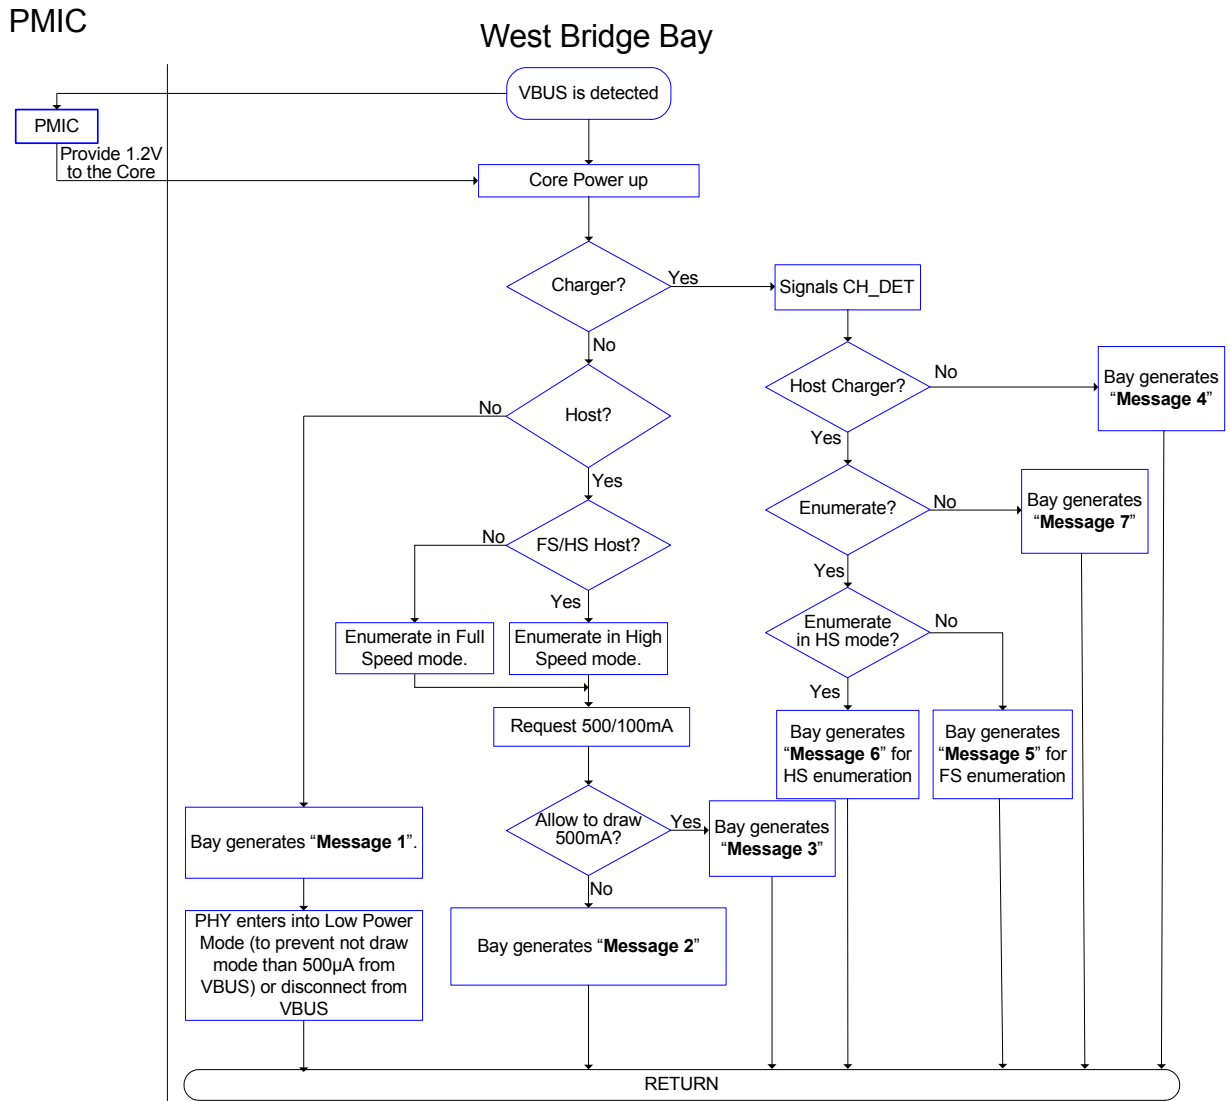 PMIC
West Bridge Bay
VBUS is detected
PMIC
Provide 1.2V
to the Core
Core Power up
Charger?
Yes
Signals CH_DET
No
Host Charger?
No
Bay generates
“Message 4”
Host?
No
Yes
Yes
Enumerate?
No
Bay generates
“Message 7”
FS/HS Host?
No
Yes
Yes
Enumerate
in HS mode?
No
Enumerate in Full
Speed mode.
Enumerate in High
Speed mode.
Yes
Request 500/100mA
Bay generates
“Message 6” for
HS enumeration
Bay generates
“Message 5” for
FS enumeration
Allow to draw
500mA?
Yes
Bay generates
“Message 3”
Bay generates “Message 1”.
No
PHY enters into Low Power
Mode (to prevent not draw
mode than 500µA from
VBUS) or disconnect from
VBUS
Bay generates “Message 2”
RETURN